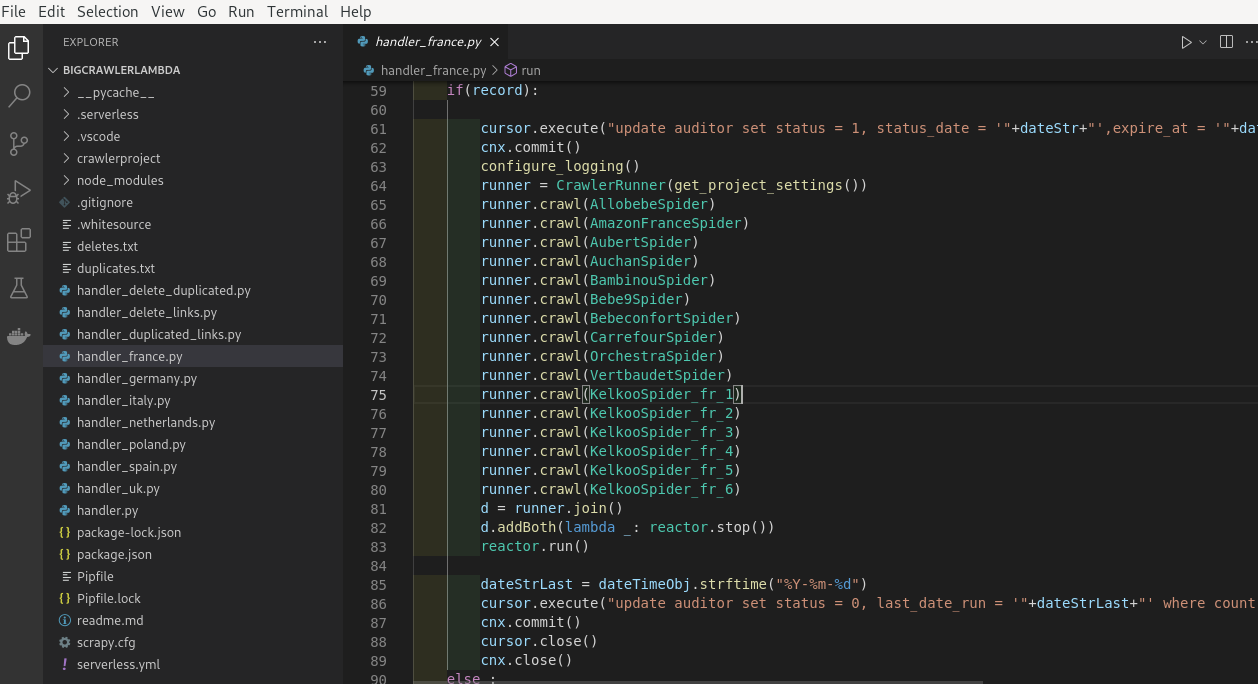 File Edit Selection View Go Run Terminal Help
EXPLORER ···
BIGCRAWLERLAMBDA
__pycache__
.serverless
.vscode
crawlerproject
node_modules
.gitignore
.whitesource
deletes.txt
duplicates.txt
handler_delete_duplicated.py
handler_delete_links.py
handler_duplicated_links.py
handler_france.py
handler_germany.py
handler_italy.py
handler_netherlands.py
handler_poland.py
handler_spain.py
handler_uk.py
handler.py
{} package-lock.json
{} package.json
Pipfile
{} Pipfile.lock
readme.md
scrapy.cfg
! serverless.yml
handler_france.py ×
handler_france.py > run
59 if(record):
60
61 cursor.execute("update auditor set status = 1, status_date = '"+dateStr+"',expire_at = '"+da
62 cnx.commit()
63 configure_logging()
64 runner = CrawlerRunner(get_project_settings())
65 runner.crawl(AllobebeSpider)
66 runner.crawl(AmazonFranceSpider)
67 runner.crawl(AubertSpider)
68 runner.crawl(AuchanSpider)
69 runner.crawl(BambinouSpider)
70 runner.crawl(Bebe9Spider)
71 runner.crawl(BebeconfortSpider)
72 runner.crawl(CarrefourSpider)
73 runner.crawl(OrchestraSpider)
74 runner.crawl(VertbaudetSpider)
75 runner.crawl(KelkooSpider_fr_1)
76 runner.crawl(KelkooSpider_fr_2)
77 runner.crawl(KelkooSpider_fr_3)
78 runner.crawl(KelkooSpider_fr_4)
79 runner.crawl(KelkooSpider_fr_5)
80 runner.crawl(KelkooSpider_fr_6)
81 d = runner.join()
82 d.addBoth(lambda _: reactor.stop())
83 reactor.run()
84
85 dateStrLast = dateTimeObj.strftime("%Y-%m-%d")
86 cursor.execute("update auditor set status = 0, last_date_run = '"+dateStrLast+"' where count
87 cnx.commit()
88 cursor.close()
89 cnx.close()
90 else :